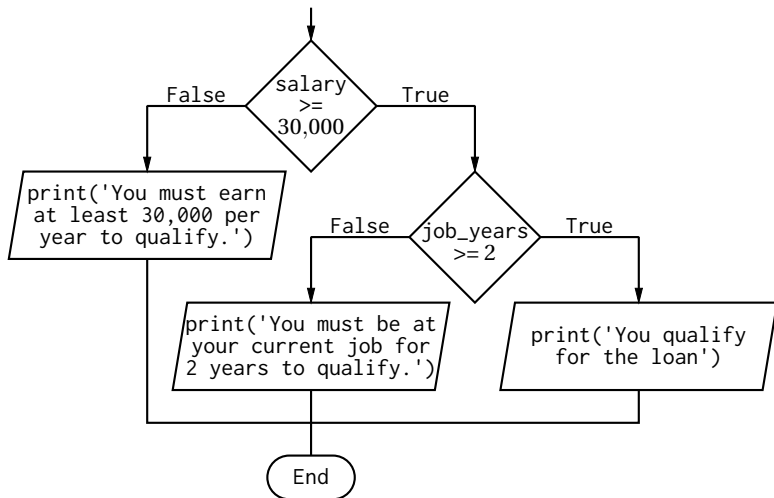 salary
>=
30,000
False
True
print('You must earn
at least 30,000 per
year to qualify.')
job_years
>= 2
False
True
print('You must be at
your current job for
2 years to qualify.')
print('You qualify
for the loan')
End